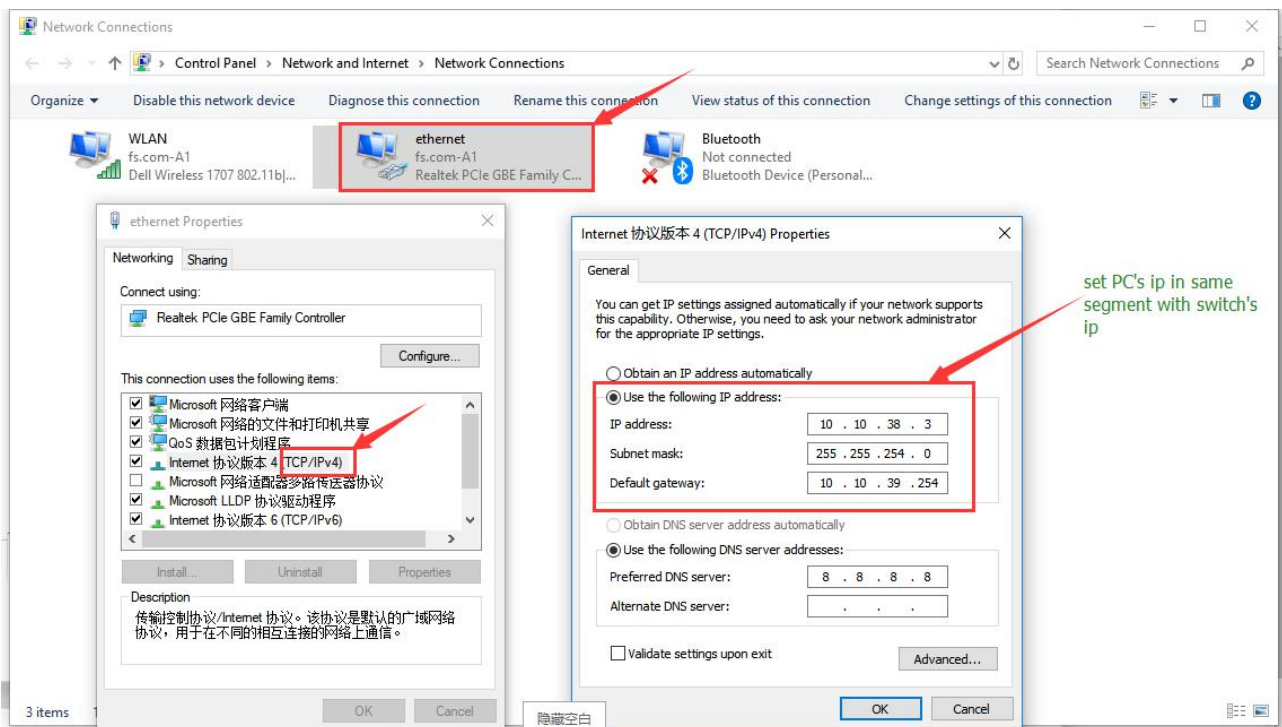 Network Connections
Control Panel › Network and Internet › Network Connections
Search Network Connections
Organize
Disable this network device
Diagnose this connection
Rename this connection
View status of this connection
Change settings of this connection
WLAN
fs.com-A1
Dell Wireless 1707 802.11b|...
ethernet
fs.com-A1
Realtek PCIe GBE Family C...
Bluetooth
Not connected
Bluetooth Device (Personal...
ethernet Properties
Networking
Sharing
Connect using:
Realtek PCIe GBE Family Controller
Configure...
This connection uses the following items:
Microsoft 网络客户端
Microsoft 网络的文件和打印机共享
QoS 数据包计划程序
Internet 协议版本 4 (TCP/IPv4)
Microsoft 网络适配器多路传送器协议
Microsoft LLDP 协议驱动程序
Internet 协议版本 6 (TCP/IPv6)
Install...
Uninstall
Properties
Description
传输控制协议/Internet 协议。该协议是默认的广域网络
协议，用于在不同的相互连接的网络上通信。
OK
Cancel
Internet 协议版本 4 (TCP/IPv4) Properties
General
You can get IP settings assigned automatically if your network supports
this capability. Otherwise, you need to ask your network administrator
for the appropriate IP settings.
Obtain an IP address automatically
Use the following IP address:
IP address: 10 . 10 . 38 . 3
Subnet mask: 255 . 255 . 254 . 0
Default gateway: 10 . 10 . 39 . 254
Obtain DNS server address automatically
Use the following DNS server addresses:
Preferred DNS server: 8 . 8 . 8 . 8
Alternate DNS server: . . .
Validate settings upon exit
Advanced...
OK
Cancel
set PC's ip in same
segment with switch's
ip
3 items
隐藏空白